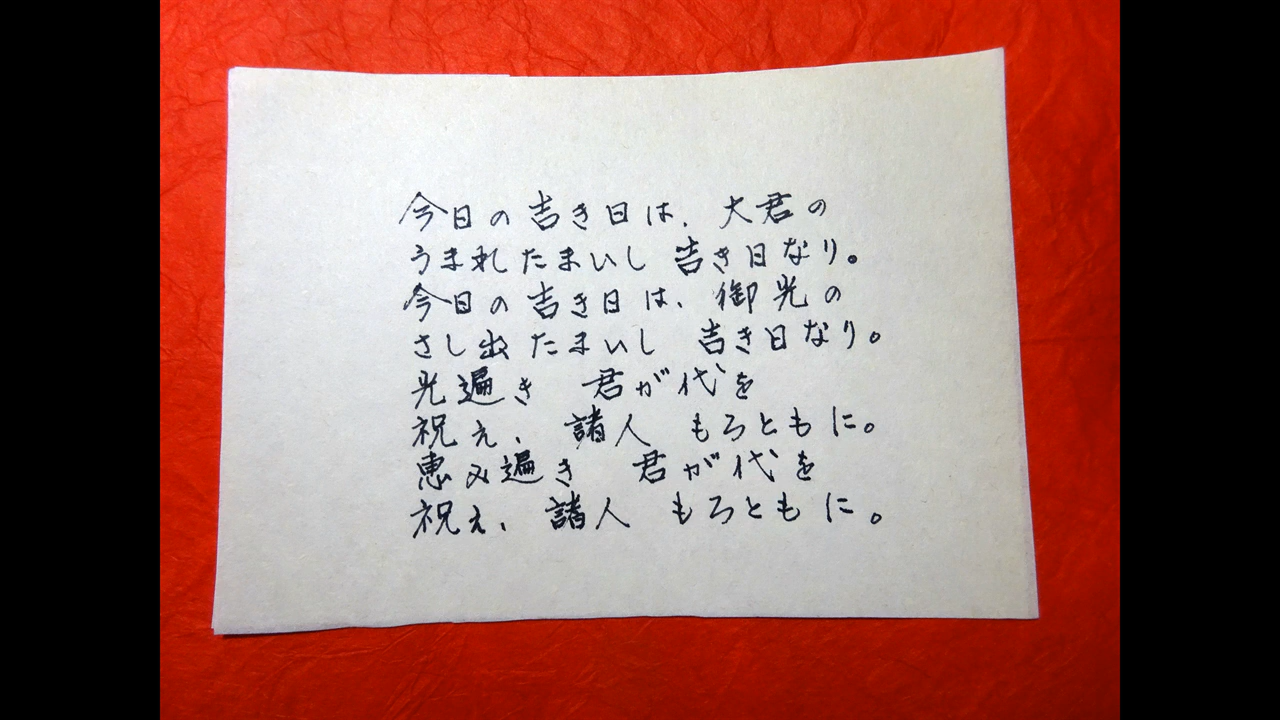 今日の吉き日は、大君の
うまれたまいし 吉き日なり。
今日の吉き日は、御光の
さし出たまいし 吉き日なり。
光遍き 君が代を
祝え、諸人 もろともに。
恵み遍き 君が代を
祝え、諸人 もろともに。